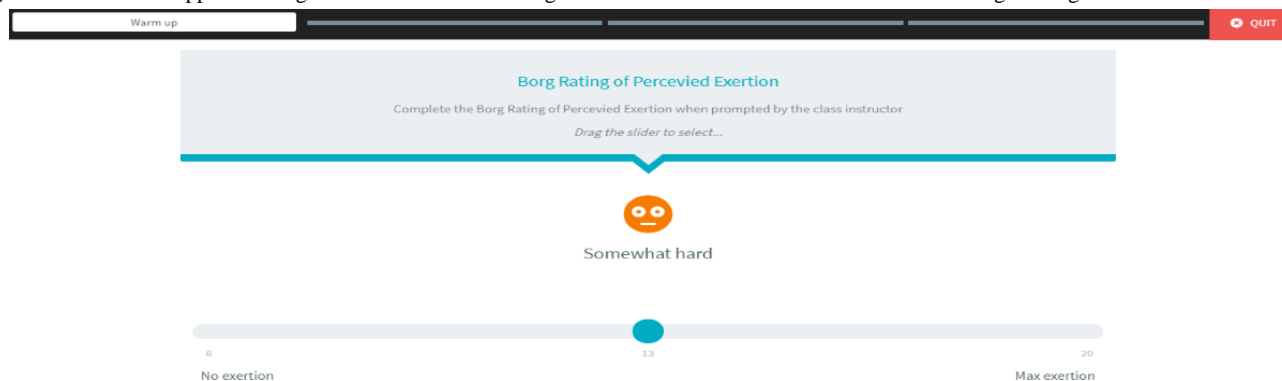 Warm up
QUIT
Borg Rating of Percevied Exertion
Complete the Borg Rating of Percevied Exertion when prompted by the class instructor
Drag the slider to select...
Somewhat hard
6 13 20
No exertion Max exertion